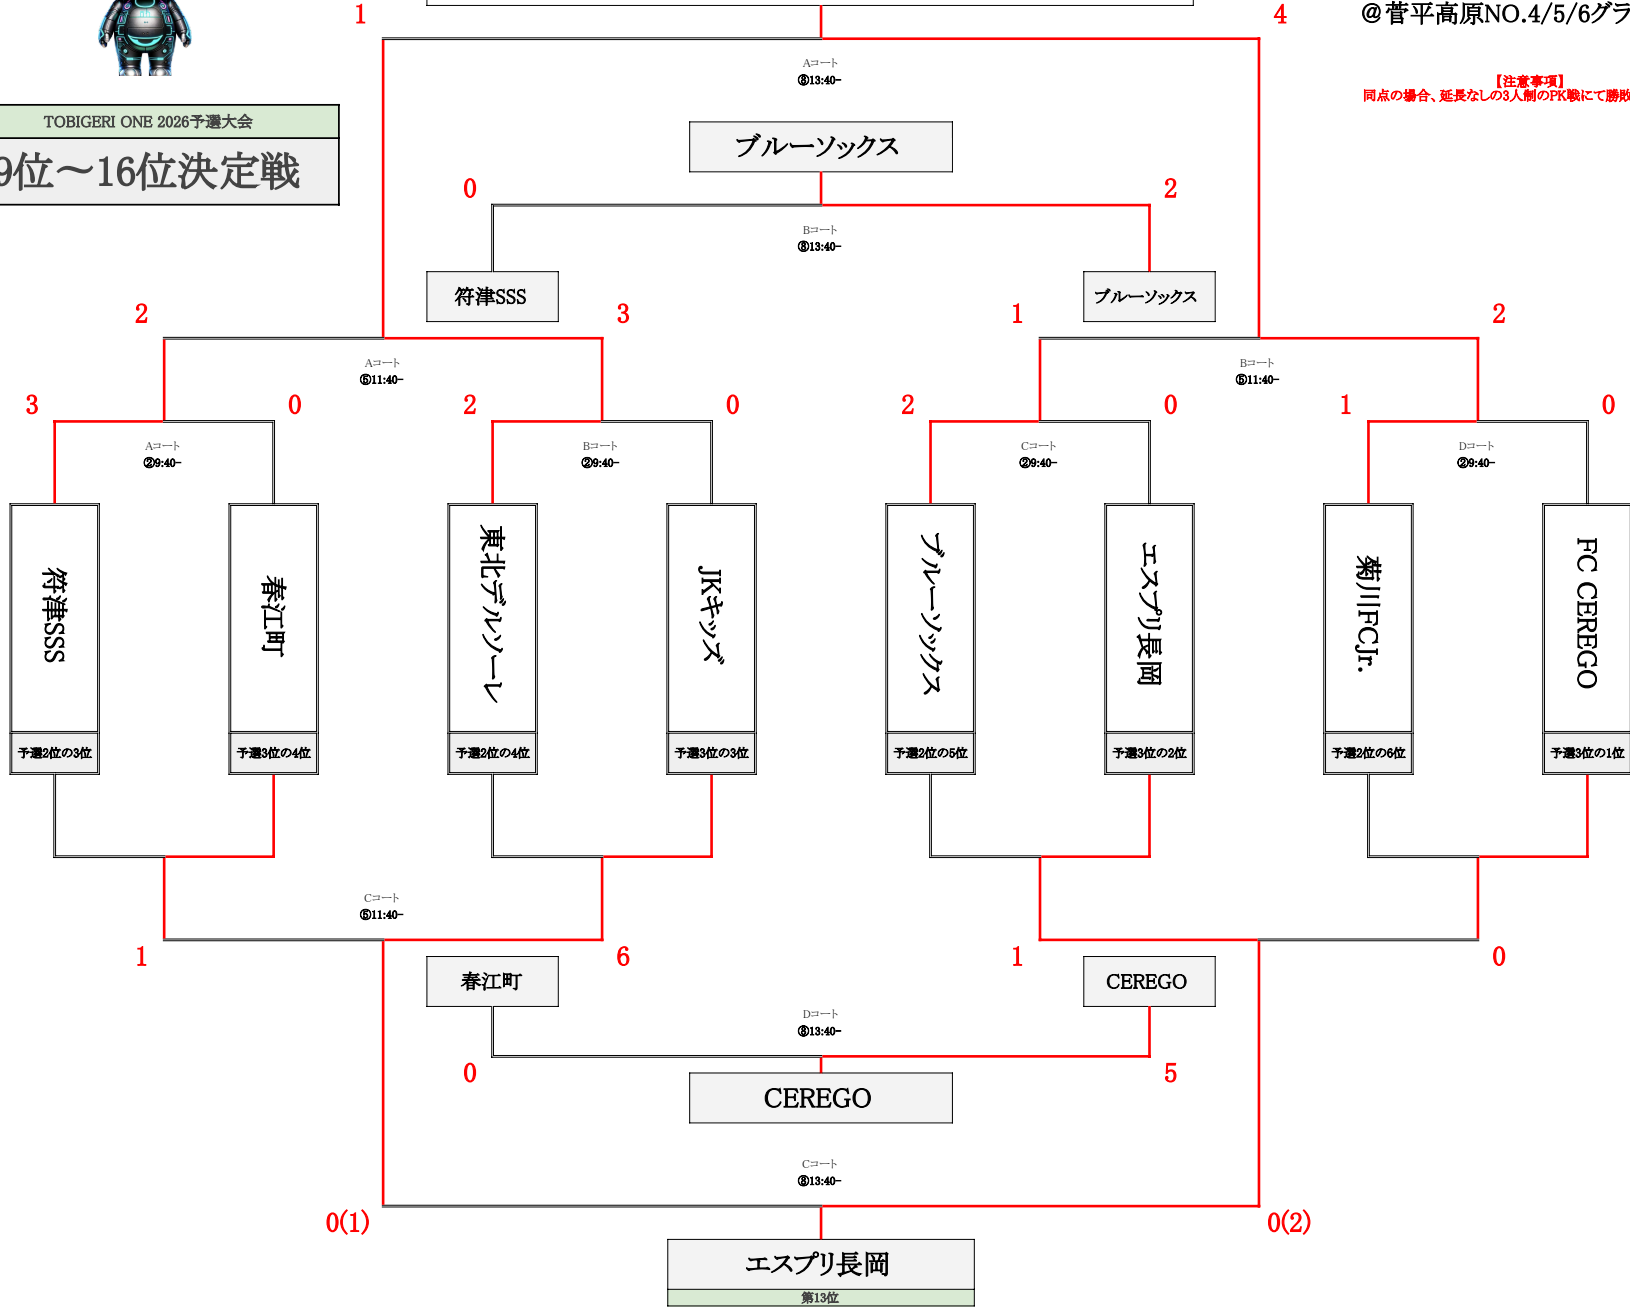 1
4
@菅平高原NO.4/5/6グラ
Aコート
⑧13:40-
【注意事項】
同点の場合、延長なしの3人制のPK戦にて勝敗
TOBIGERI ONE 2026予選大会
9位～16位決定戦
ブルーソックス
0
2
Bコート
⑧13:40-
符津SSS
ブルーソックス
2
3
1
2
Aコート
⑤11:40-
Bコート
⑤11:40-
3
0
2
0
2
0
1
0
Aコート
②9:40-
Bコート
②9:40-
Cコート
②9:40-
Dコート
②9:40-
符津SSS
春江町
東北デルソーレ
JKキッズ
ブルーソックス
エスプリ長岡
菊川FCJr.
FC CEREGO
予選2位の3位
予選3位の4位
予選2位の4位
予選3位の3位
予選2位の5位
予選3位の2位
予選2位の6位
予選3位の1位
Cコート
⑤11:40-
1
6
1
0
春江町
CEREGO
Dコート
⑧13:40-
0
5
CEREGO
Cコート
⑧13:40-
0(1)
0(2)
エスプリ長岡
第13位